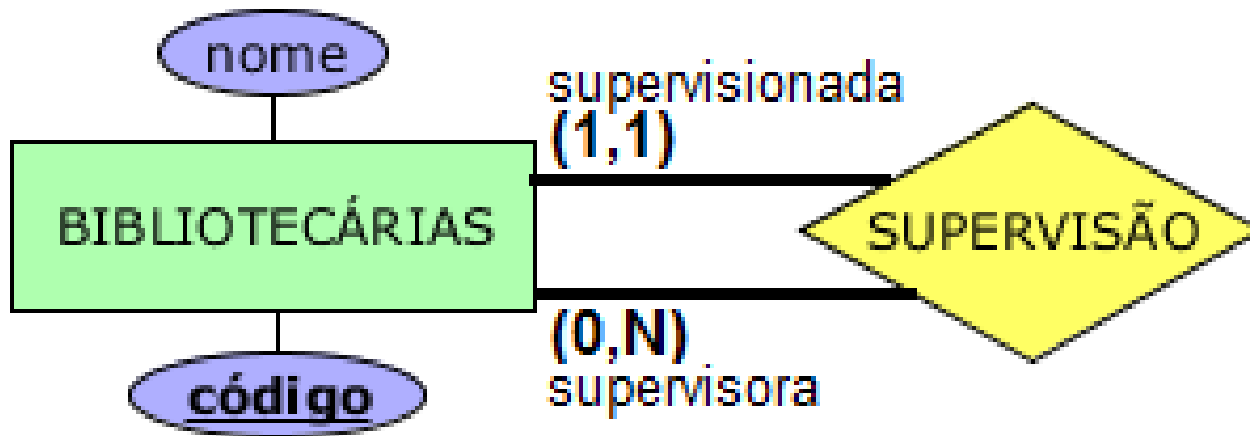 nome
supervisionada
(1,1)
BIBLIOTECÁRIAS
SUPERVISÃO
(0,N)
supervisora
código